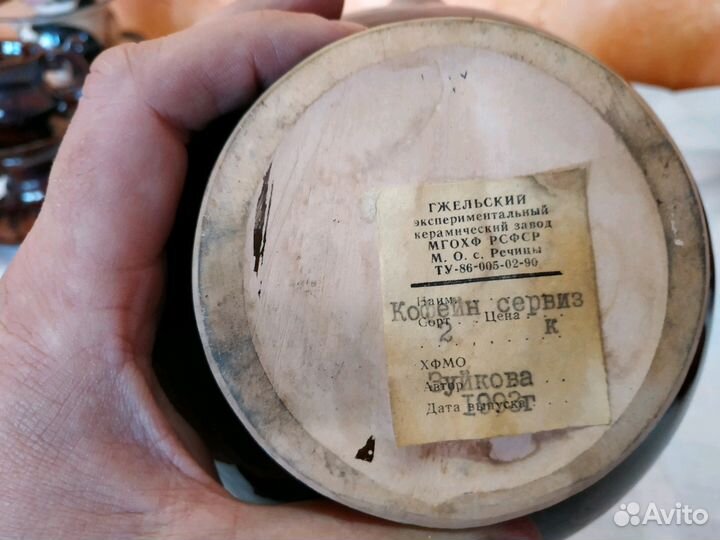 ГЖЕЛЬСКИЙ
экспериментальный
керамический завод
МГОХФ РСФСР
М. О. с. Речицы
ТУ-86-005-02-90
Наим.
Кофейн сервиз
Сорт . . Цена . . .
2 к
ХФМО
Зуйкова
Автор . . . .
1993г
Дата выпуска . . .
Avito